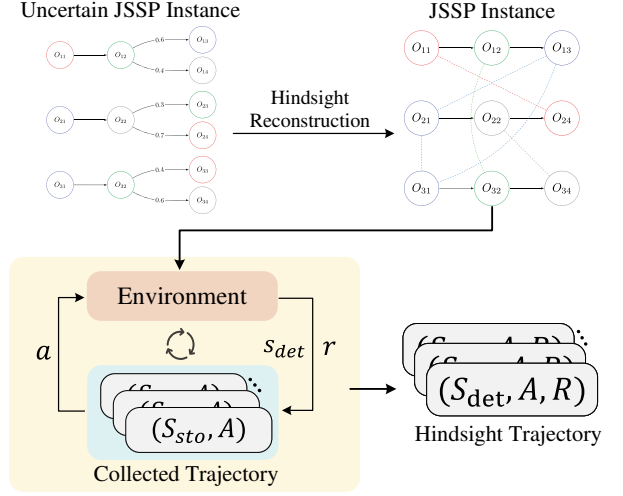 Uncertain JSSP Instance
JSSP Instance
O11 O12 0.6 O13
0.4 O14
O21 O22 0.3 O23
0.7 O24
O31 O32 0.4 O33
0.6 O34
Hindsight
Reconstruction
O11 O12 O13
O21 O22 O24
O31 O32 O34
Environment
a
s_det r
(S_sto, A)
Collected Trajectory
(S_det, A, R)
Hindsight Trajectory